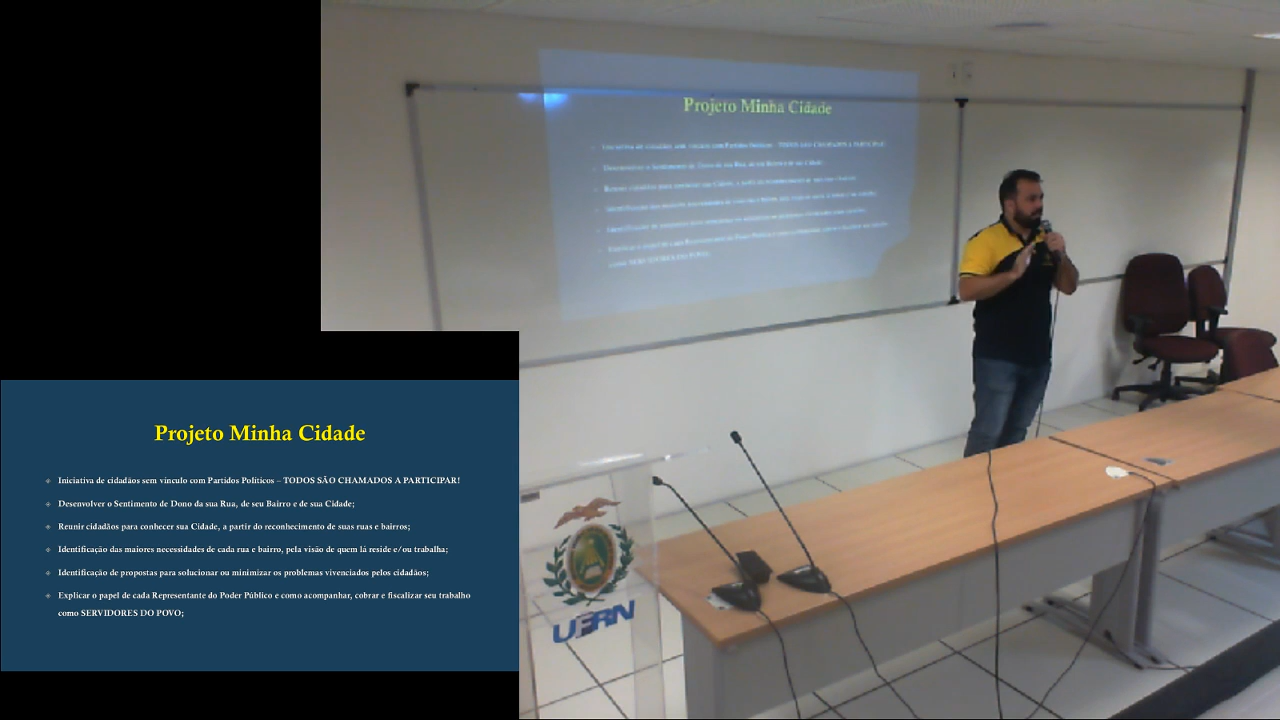 Projeto Minha Cidade
Projeto Minha Cidade
Iniciativa de cidadãos sem vínculo com Partidos Políticos – TODOS SÃO CHAMADOS A PARTICIPAR!
Desenvolver o Sentimento de Dono da sua Rua, de seu Bairro e de sua Cidade;
Reunir cidadãos para conhecer sua Cidade, a partir do reconhecimento de suas ruas e bairros;
Identificação das maiores necessidades de cada rua e bairro, pela visão de quem lá reside e/ou trabalha;
Identificação de propostas para solucionar ou minimizar os problemas vivenciados pelos cidadãos;
Explicar o papel de cada Representante do Poder Público e como acompanhar, cobrar e fiscalizar seu trabalho
como SERVIDORES DO POVO;
UERN